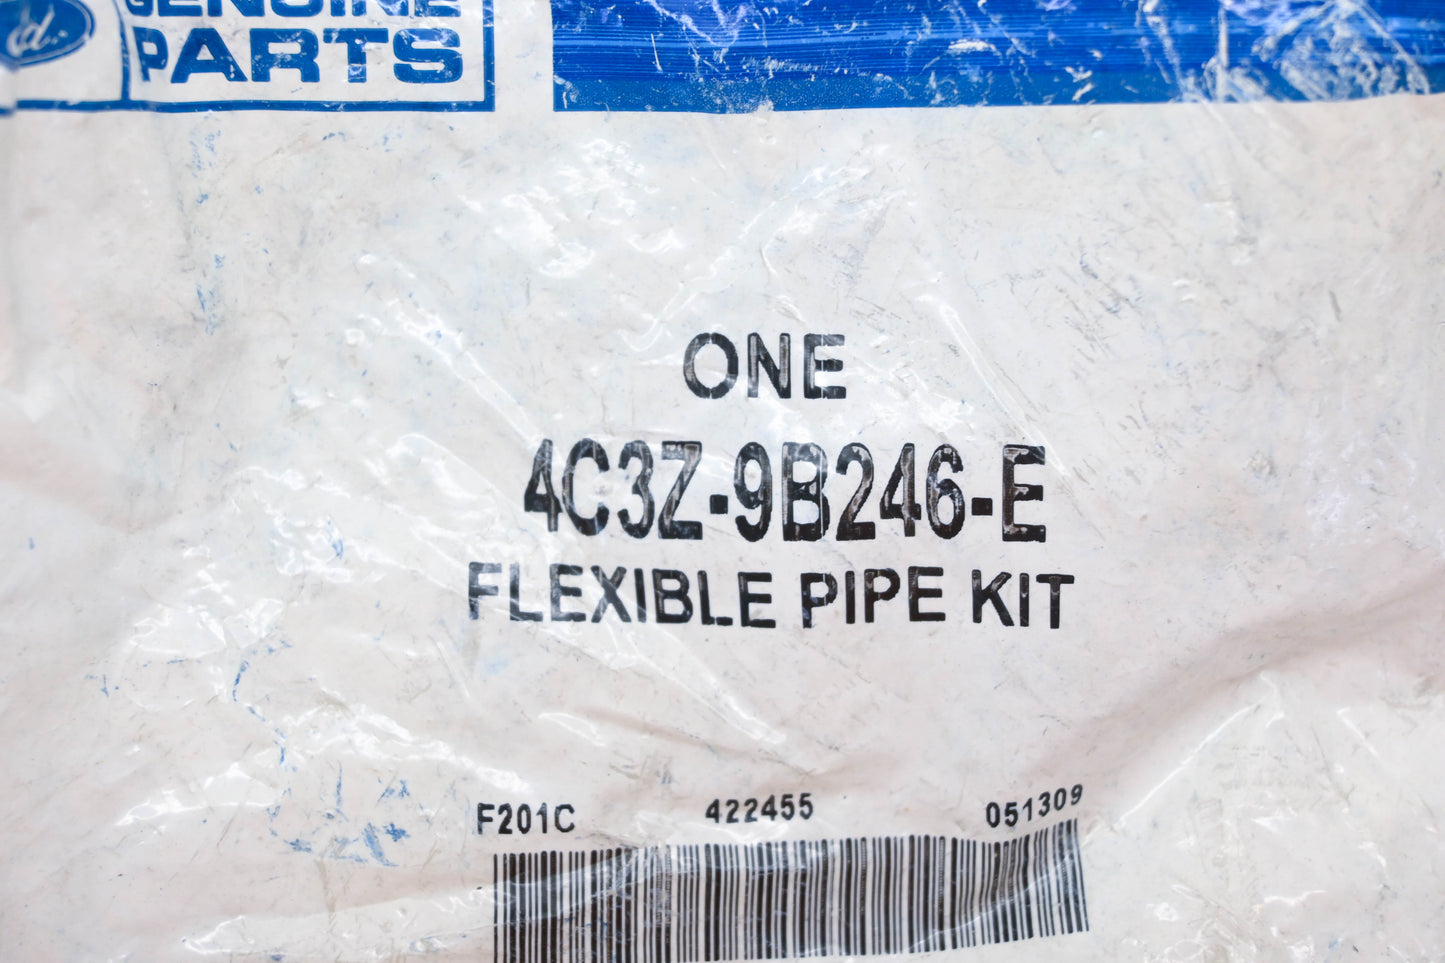 GENUINE
PARTS
ONE
4C3Z-9B246-E
FLEXIBLE PIPE KIT
F201C 422455 051309